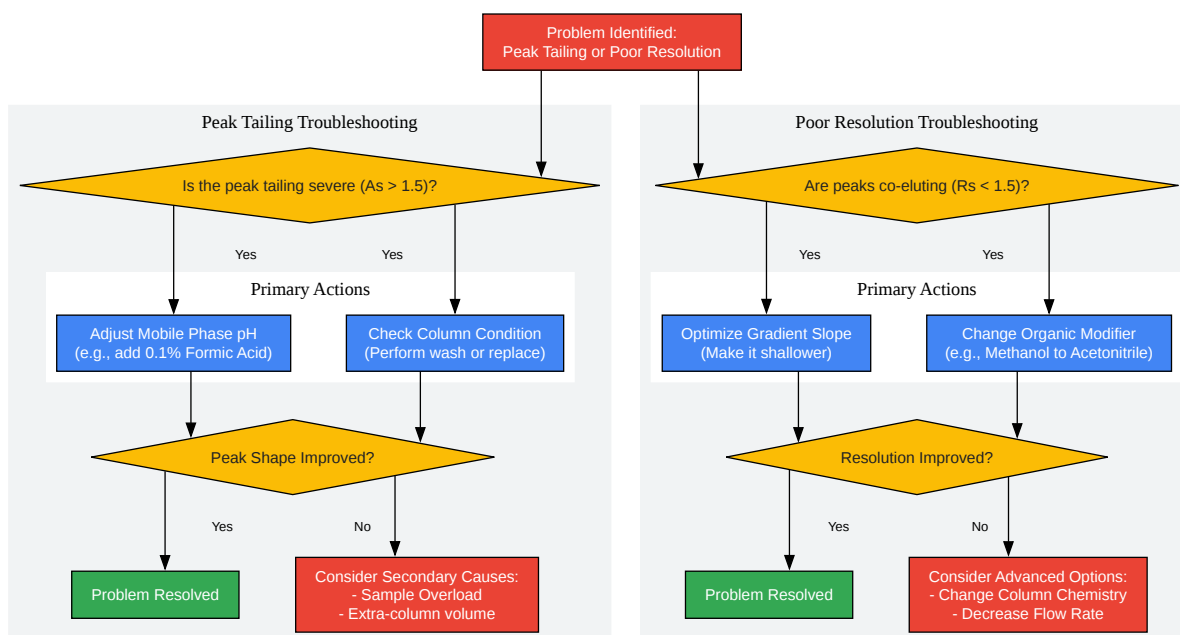 Problem Identified:
Peak Tailing or Poor Resolution
Peak Tailing Troubleshooting
Is the peak tailing severe (As > 1.5)?
Yes
Yes
Primary Actions
Adjust Mobile Phase pH
(e.g., add 0.1% Formic Acid)
Check Column Condition
(Perform wash or replace)
Peak Shape Improved?
Yes
No
Problem Resolved
Consider Secondary Causes:
- Sample Overload
- Extra-column volume
Poor Resolution Troubleshooting
Are peaks co-eluting (Rs < 1.5)?
Yes
Yes
Primary Actions
Optimize Gradient Slope
(Make it shallower)
Change Organic Modifier
(e.g., Methanol to Acetonitrile)
Resolution Improved?
Yes
No
Problem Resolved
Consider Advanced Options:
- Change Column Chemistry
- Decrease Flow Rate